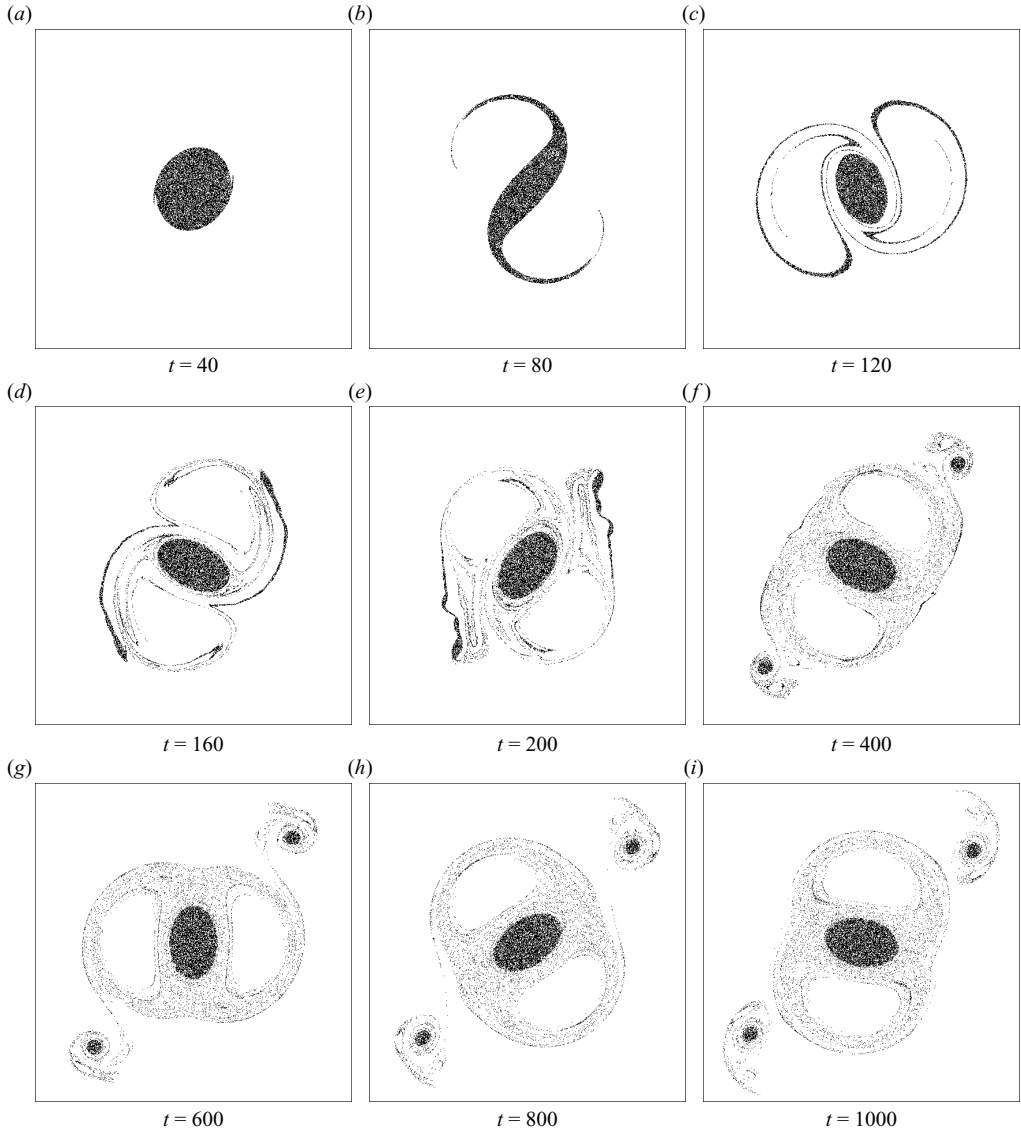 (a) (b) (c)
t = 40 t = 80 t = 120
(d) (e) (f)
t = 160 t = 200 t = 400
(g) (h) (i)
t = 600 t = 800 t = 1000